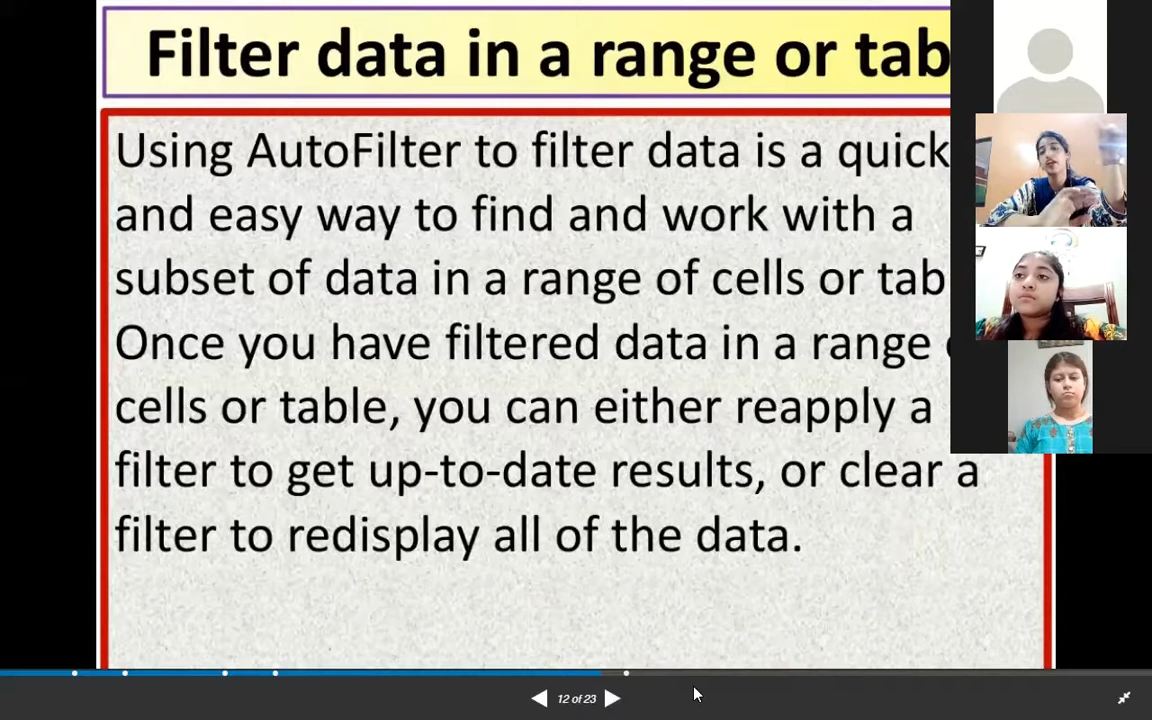 Filter data in a range or tab
Using AutoFilter to filter data is a quick
and easy way to find and work with a
subset of data in a range of cells or tab
Once you have filtered data in a range
cells or table, you can either reapply a
filter to get up-to-date results, or clear a
filter to redisplay all of the data.
12 of 23